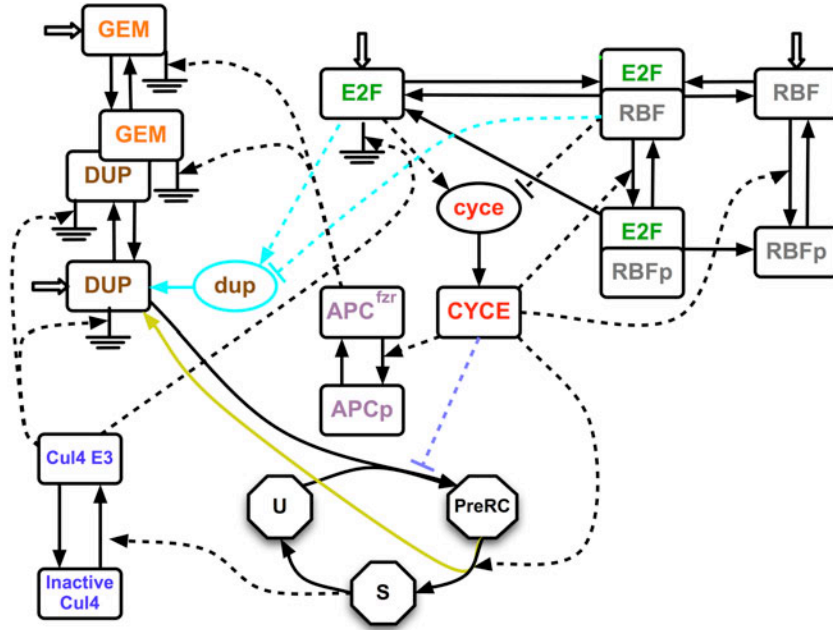 GEM
GEM
DUP
DUP
dup
E2F
E2F
RBF
RBF
cyce
E2F
RBFp
RBFp
CYCE
APC fzr
APCp
Cul4 E3
Inactive
Cul4
U
PreRC
S